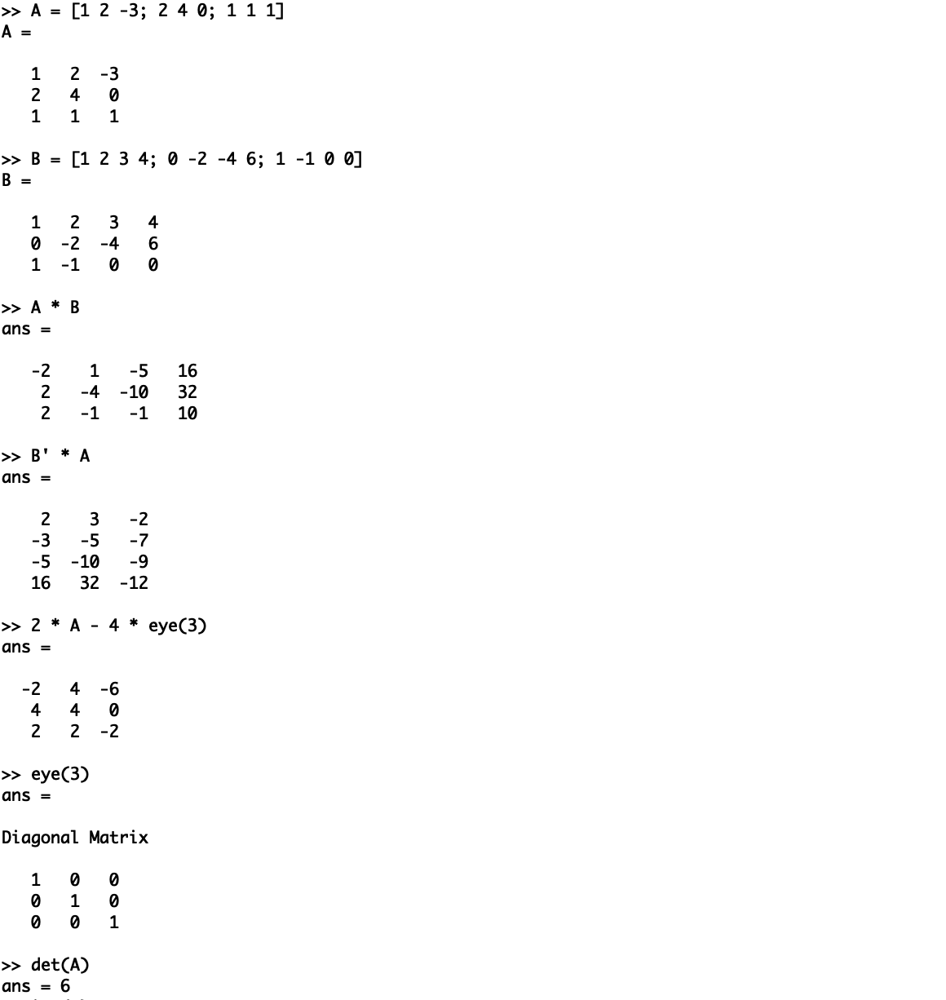 >> A = [1 2 -3; 2 4 0; 1 1 1]
A =
1 2 -3
2 4 0
1 1 1
>> B = [1 2 3 4; 0 -2 -4 6; 1 -1 0 0]
B =
1 2 3 4
0 -2 -4 6
1 -1 0 0
>> A * B
ans =
-2 1 -5 16
2 -4 -10 32
2 -1 -1 10
>> B' * A
ans =
2 3 -2
-3 -5 -7
-5 -10 -9
16 32 -12
>> 2 * A - 4 * eye(3)
ans =
-2 4 -6
4 4 0
2 2 -2
>> eye(3)
ans =
Diagonal Matrix
1 0 0
0 1 0
0 0 1
>> det(A)
ans = 6